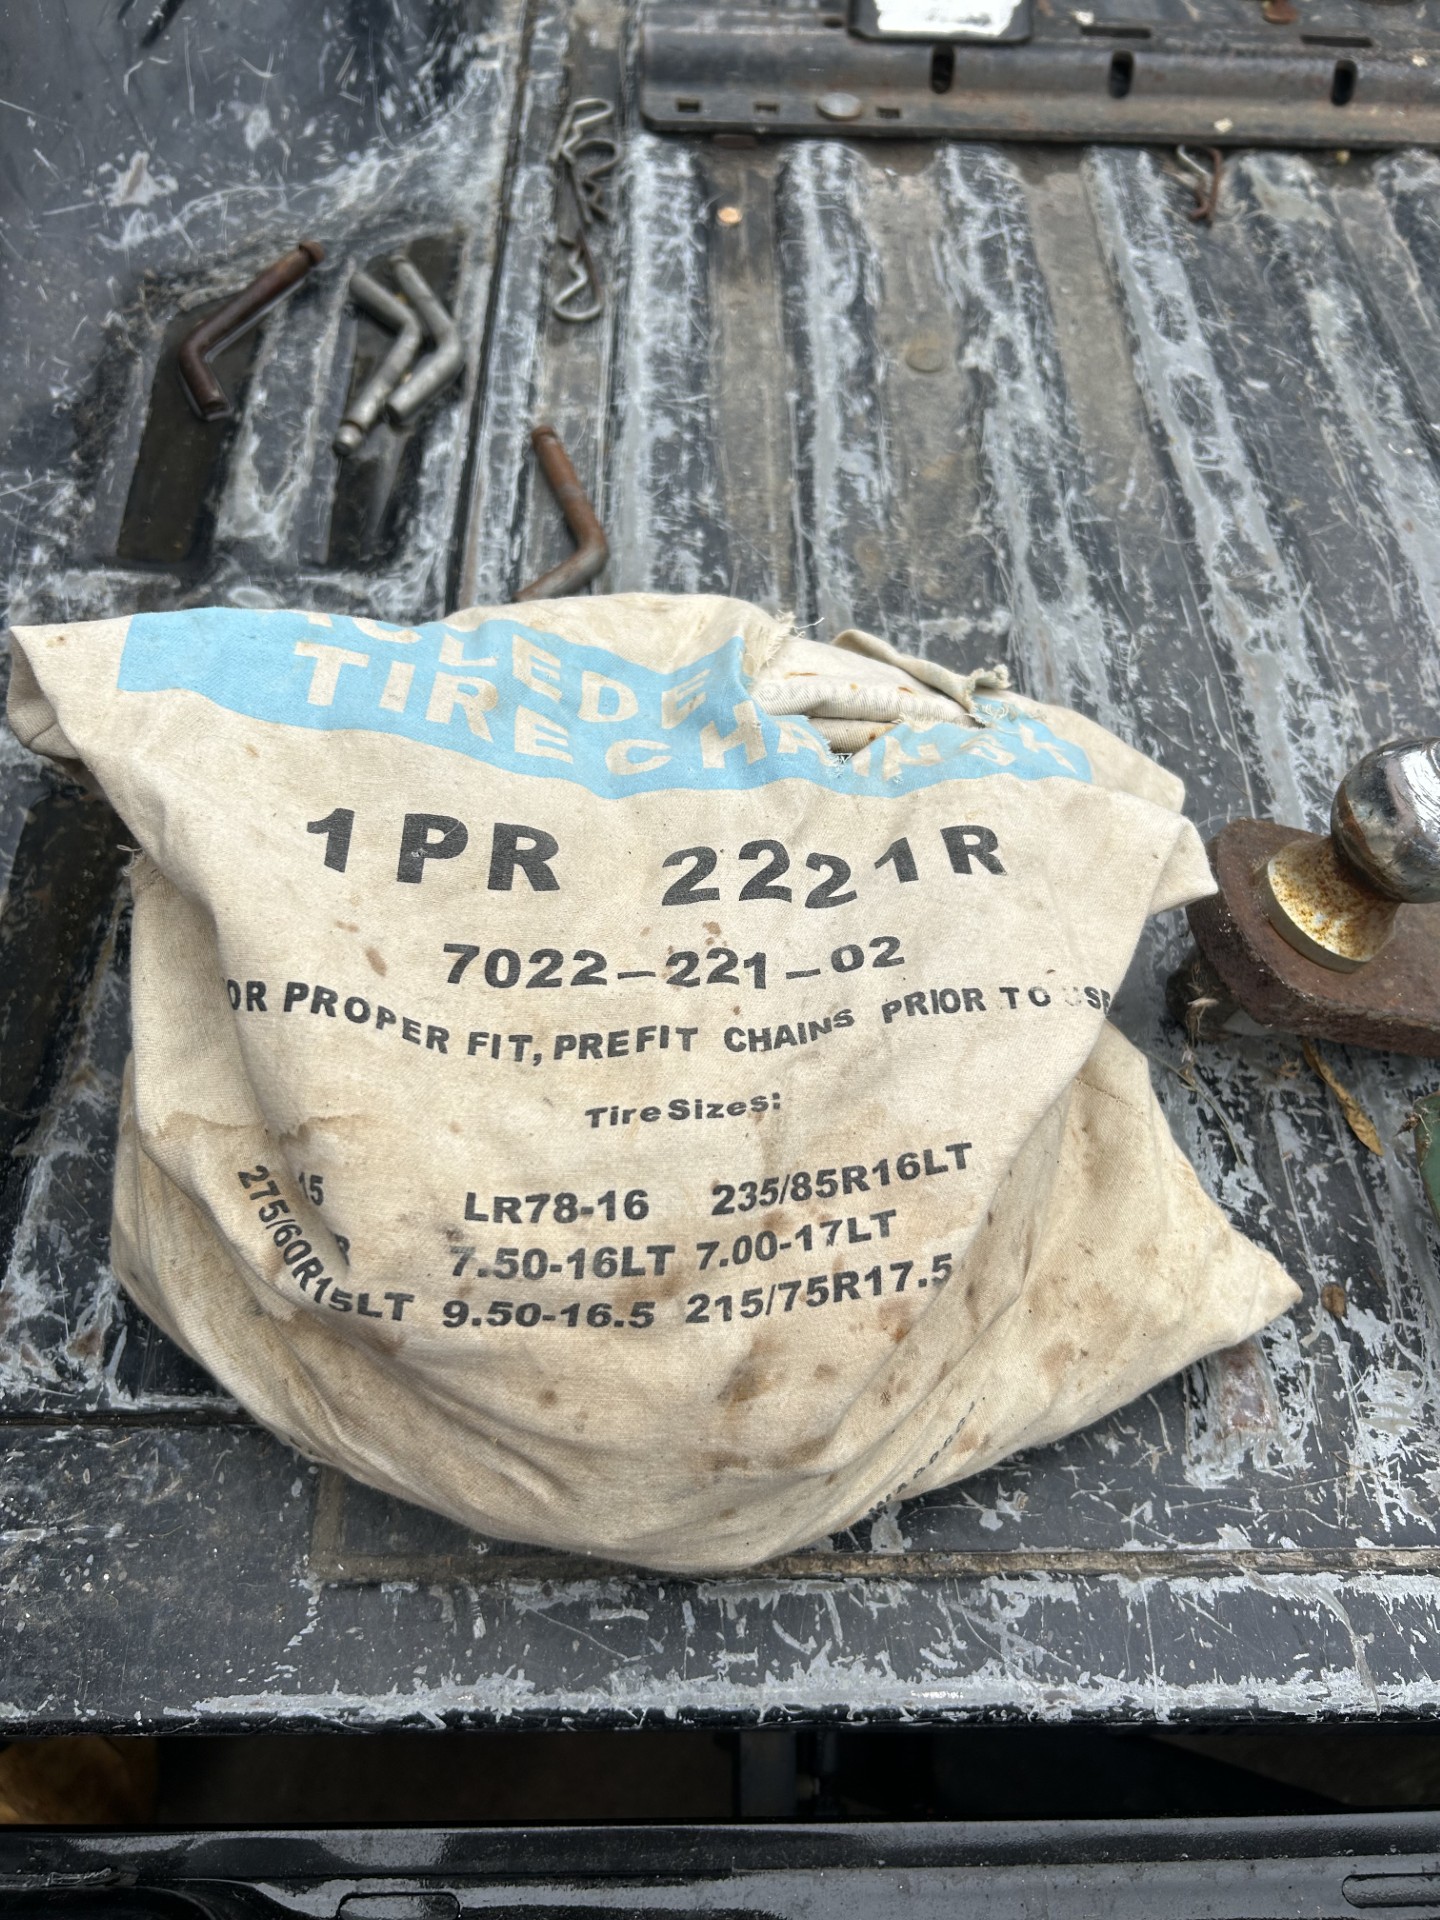 TIRE CHAINS
1PR 2221R
7022-221-02
OR PROPER FIT, PREFIT CHAINS PRIOR TO USE
Tire Sizes:
15 LR78-16 235/85R16LT
R 7.50-16LT 7.00-17LT
275/60R15LT 9.50-16.5 215/75R17.5